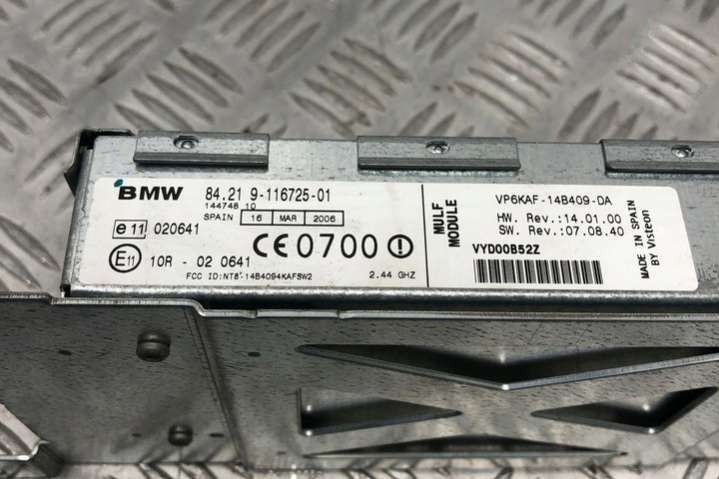 BMW 84.21 9-116725-01
144748 10
SPAIN 16 MAR 2006
e 11 020641
CE0700
E11 10R - 02 0641
FCC ID:NT8-14B4094KAFSW2 2.44 GHZ
MULF
MODULE
VP6KAF-14B409-DA
HW. Rev.:14.01.00
SW. Rev.:07.08.40
VYD00B52Z
MADE IN SPAIN
BY Visteon